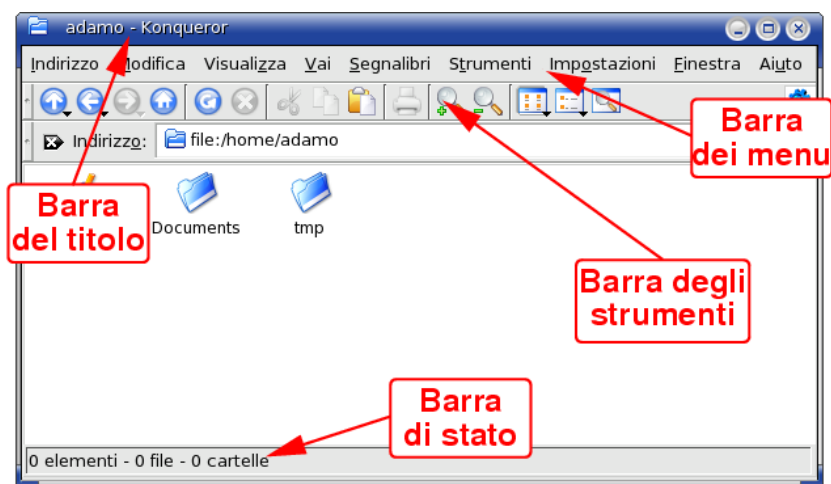 adamo - Konqueror
Indirizzo Modifica Visualizza Vai Segnalibri Strumenti Impostazioni Finestra Aiuto
Indirizzo: file:/home/adamo
Barra
dei menu
Barra
del titolo
Documents
tmp
Barra degli
strumenti
Barra
di stato
0 elementi - 0 file - 0 cartelle